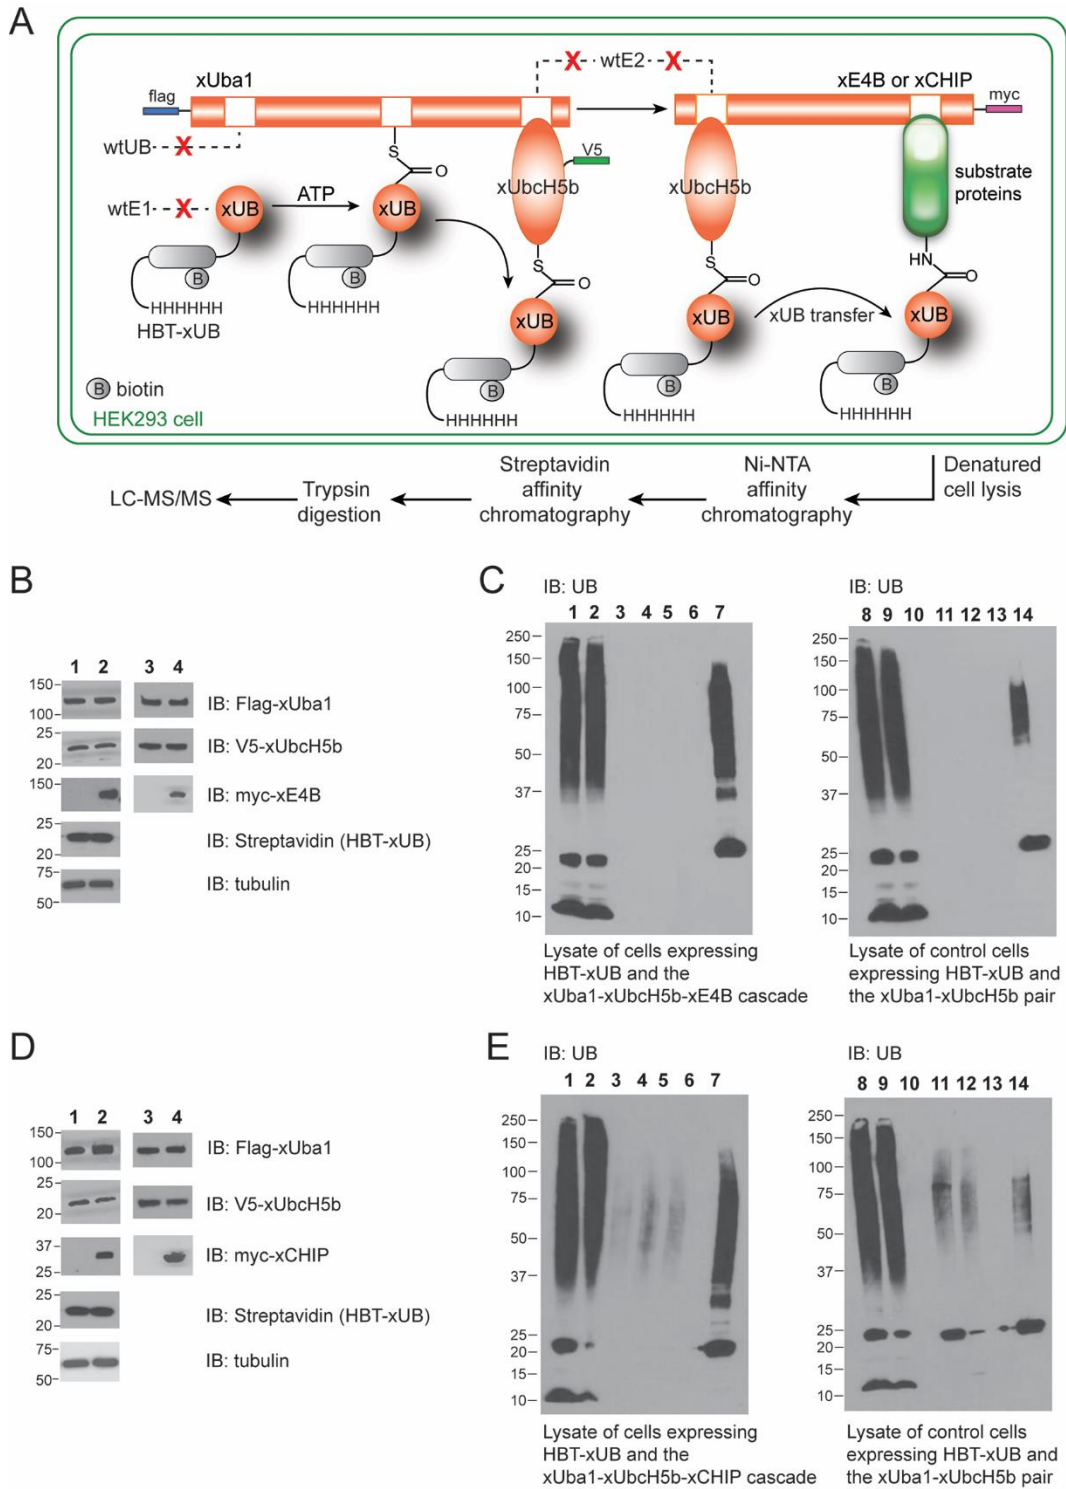 A
xUba1
wtE2
xE4B or xCHIP
flag
myc
X
X
wtUB
X
S
O
V5
xUbcH5b
xUbcH5b
substrate
proteins
wtE1
X
xUB
ATP
xUB
B
B
HHHHHH
HHHHHH
HBT-xUB
S
O
xUB
S
O
xUB
xUB transfer
HN
O
xUB
B
B
B
HHHHHH
HHHHHH
HHHHHH
B biotin
HEK293 cell
LC-MS/MS
Trypsin
digestion
Streptavidin
affinity
chromatography
Ni-NTA
affinity
chromatography
Denatured
cell lysis
B
1 2 3 4
150
100
IB: Flag-xUba1
25
20
IB: V5-xUbcH5b
150
IB: myc-xE4B
25
20
IB: Streptavidin (HBT-xUB)
75
50
IB: tubulin
C
IB: UB
1 2 3 4 5 6 7
250
150
100
75
50
37
25
20
15
10
Lysate of cells expressing
HBT-xUB and the
xUba1-xUbcH5b-xE4B cascade
IB: UB
8 9 10 11 12 13 14
250
150
100
75
50
37
25
20
15
10
Lysate of control cells
expressing HBT-xUB and
the xUba1-xUbcH5b pair
D
1 2 3 4
150
100
IB: Flag-xUba1
25
20
IB: V5-xUbcH5b
37
25
IB: myc-xCHIP
25
20
IB: Streptavidin (HBT-xUB)
75
50
IB: tubulin
E
IB: UB
1 2 3 4 5 6 7
250
150
100
75
50
37
25
20
15
10
Lysate of cells expressing
HBT-xUB and the
xUba1-xUbcH5b-xCHIP cascade
IB: UB
8 9 10 11 12 13 14
250
150
100
75
50
37
25
20
15
10
Lysate of control cells
expressing HBT-xUB and
the xUba1-xUbcH5b pair